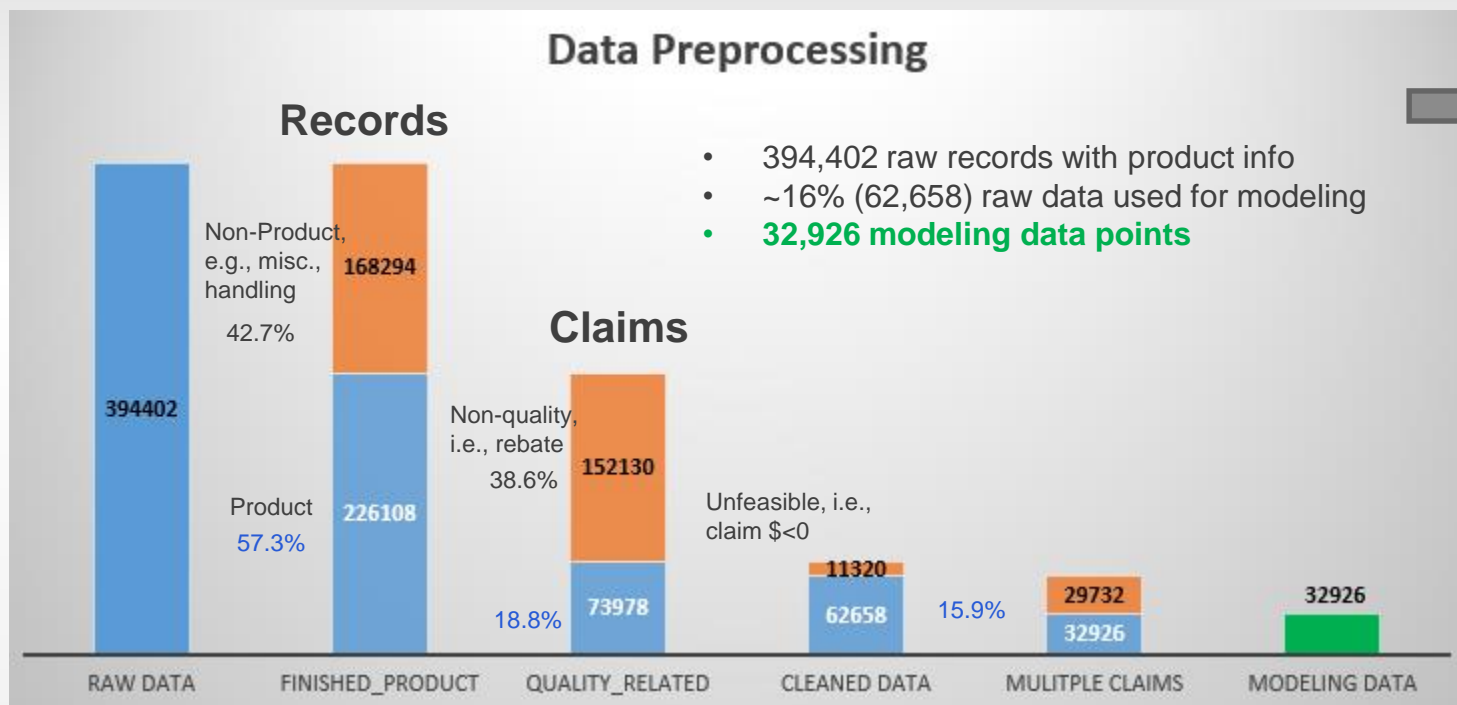 Data Preprocessing
Records
• 394,402 raw records with product info
• ~16% (62,658) raw data used for modeling
• 32,926 modeling data points
Non-Product,
e.g., misc.,
handling
42.7%
168294
Claims
394402
Non-quality,
i.e., rebate
38.6%
152130
Product
57.3%
226108
Unfeasible, i.e.,
claim $<0
18.8%
73978
11320
62658
15.9%
29732
32926
32926
RAW DATA
FINISHED_PRODUCT
QUALITY_RELATED
CLEANED DATA
MULITPLE CLAIMS
MODELING DATA